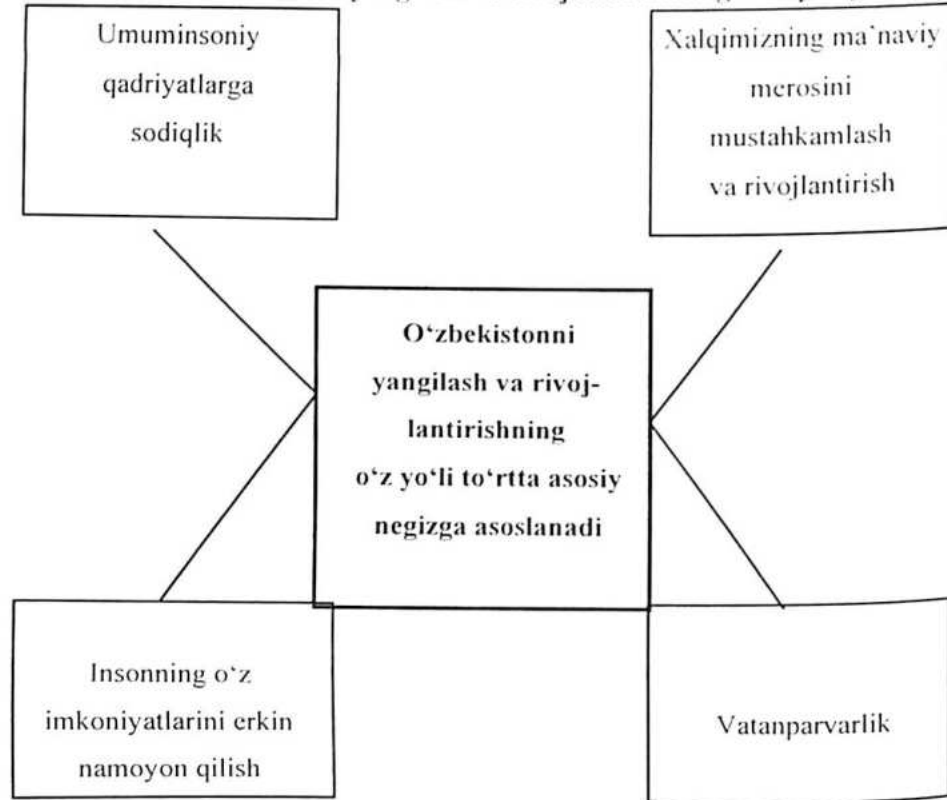 Umuminsoniy
qadriyatlarga
sodiqlik
Xalqimizning ma`naviy
merosini
mustahkamlash
va rivojlantirish
O‘zbekistonni
yangilash va rivoj-
lantirishning
o‘z yo‘li to‘rtta asosiy
negizga asoslanadi
Insonning o‘z
imkoniyatlarini erkin
namoyon qilish
Vatanparvarlik